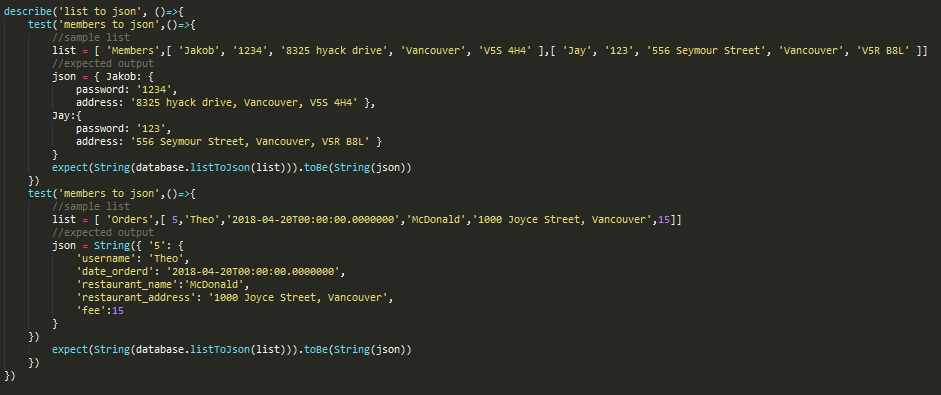 describe('list to json', ()=>{
    test('members to json',()=>{
        //sample list
        list = [ 'Members',[ 'Jakob', '1234', '8325 hyack drive', 'Vancouver', 'V5S 4H4' ],[ 'Jay', '123', '556 Seymour Street', 'Vancouver', 'V5R B8L' ]]
        //expected output
        json = { Jakob: {
            password: '1234',
            address: '8325 hyack drive, Vancouver, V5S 4H4' },
        Jay:{
            password: '123',
            address: '556 Seymour Street, Vancouver, V5R B8L' }
        }
        expect(String(database.listToJson(list))).toBe(String(json))
    })
    test('members to json',()=>{
        //sample list
        list = [ 'Orders',[ 5,'Theo','2018-04-20T00:00:00.0000000','McDonald','1000 Joyce Street, Vancouver',15]]
        //expected output
        json = String({ '5': {
            'username': 'Theo',
            'date_orderd': '2018-04-20T00:00:00.0000000',
            'restaurant_name':'McDonald',
            'restaurant_address': '1000 Joyce Street, Vancouver',
            'fee':15
        }
    })
        expect(String(database.listToJson(list))).toBe(String(json))
    })
})